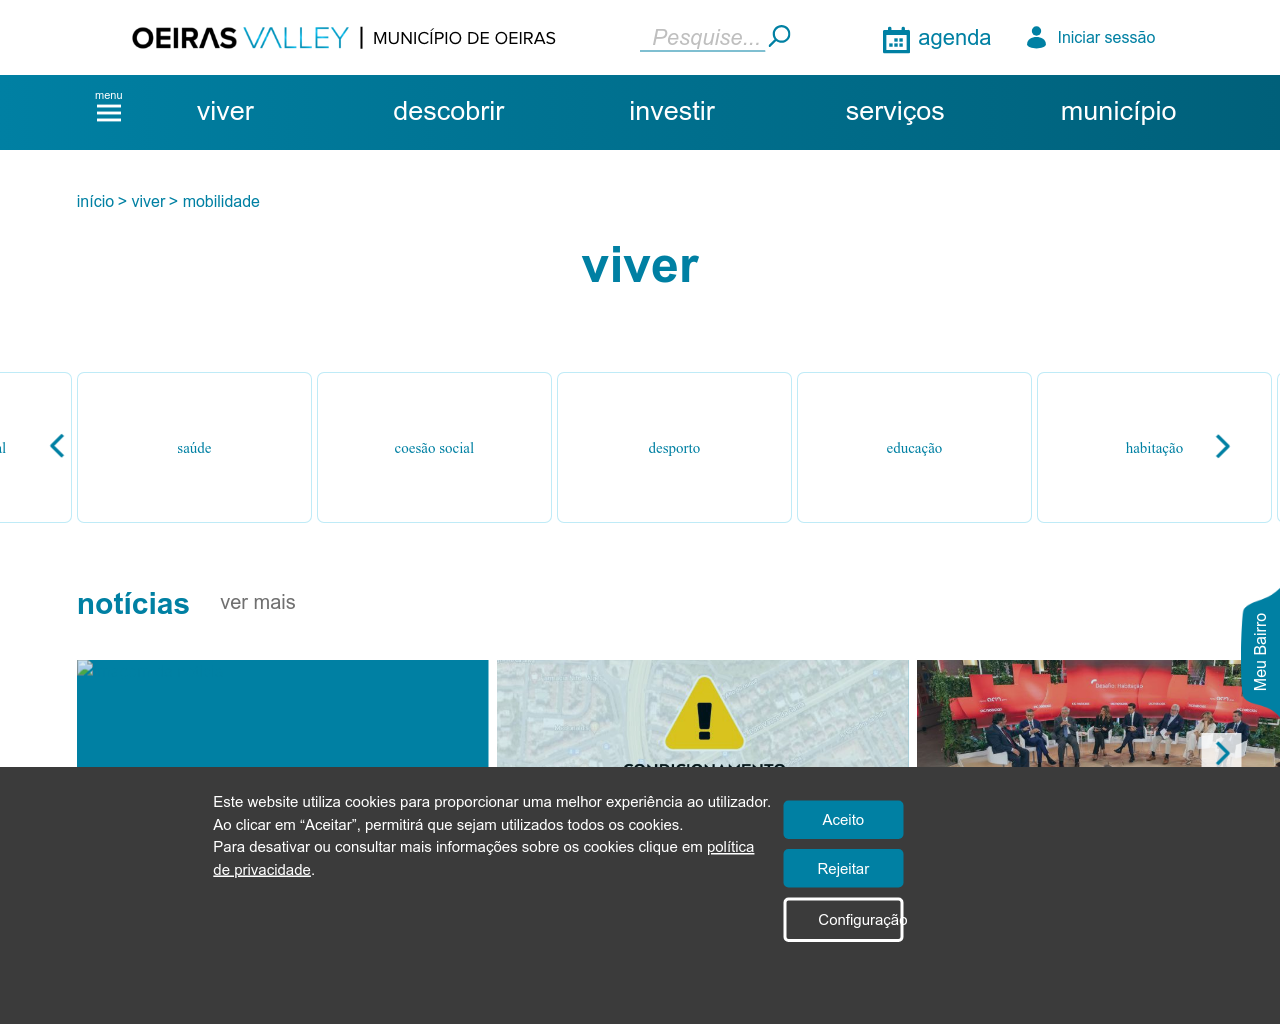 OEIRAS VALLEY | MUNICÍPIO DE OEIRAS
Pesquise...
agenda
Iniciar sessão
menu
viver
descobrir
investir
serviços
município
início > viver > mobilidade
viver
saúde
coesão social
desporto
educação
habitação
notícias
ver mais
Meu Bairro
CONDICIONAMENTO
Este website utiliza cookies para proporcionar uma melhor experiência ao utilizador.
Ao clicar em “Aceitar”, permitirá que sejam utilizados todos os cookies.
Para desativar ou consultar mais informações sobre os cookies clique em política
de privacidade.
Aceito
Rejeitar
Configuração